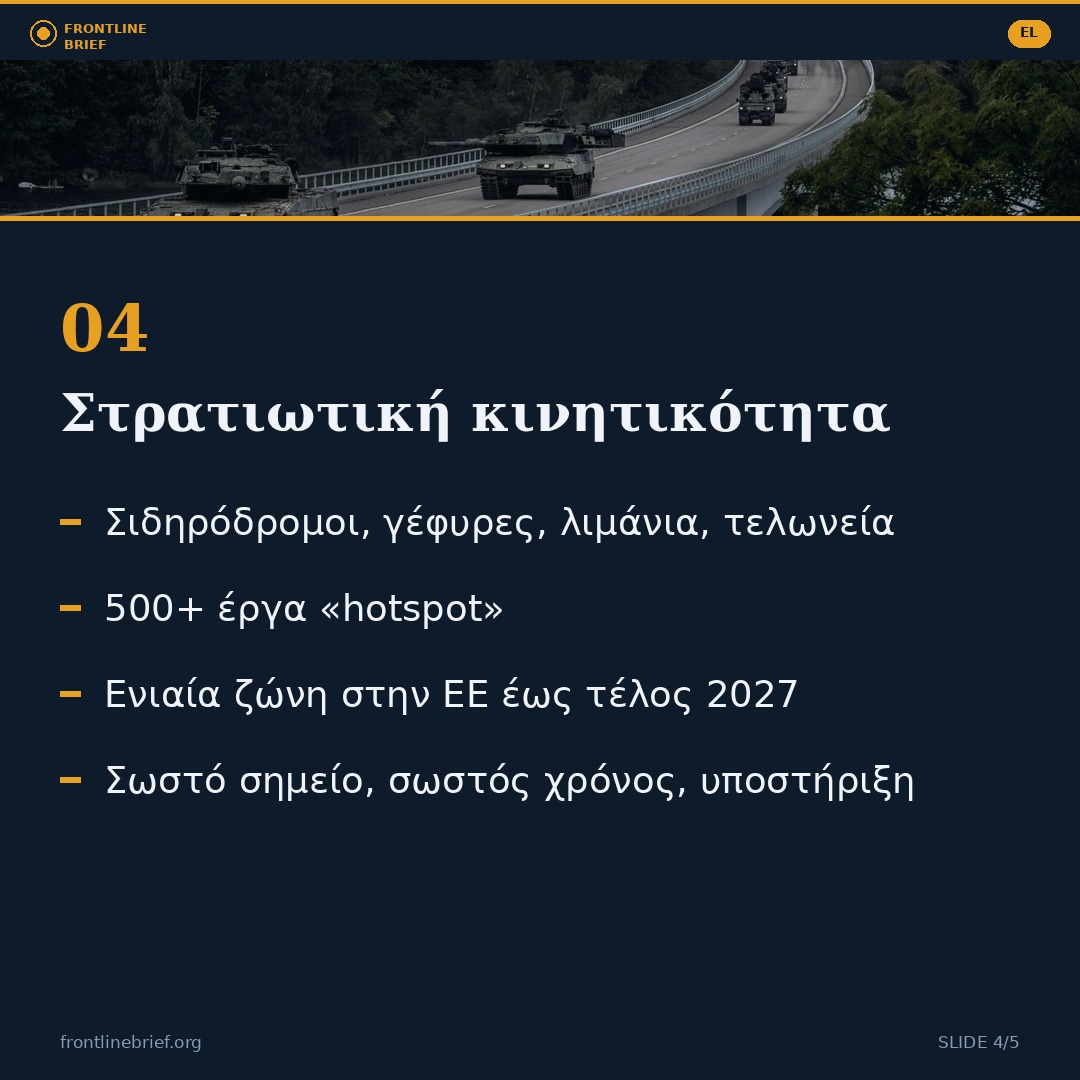 FRONTLINE
BRIEF
EL
04
Στρατιωτική κινητικότητα
Σιδηρόδρομοι, γέφυρες, λιμάνια, τελωνεία
500+ έργα «hotspot»
Ενιαία ζώνη στην ΕΕ έως τέλος 2027
Σωστό σημείο, σωστός χρόνος, υποστήριξη
frontlinebrief.org
SLIDE 4/5